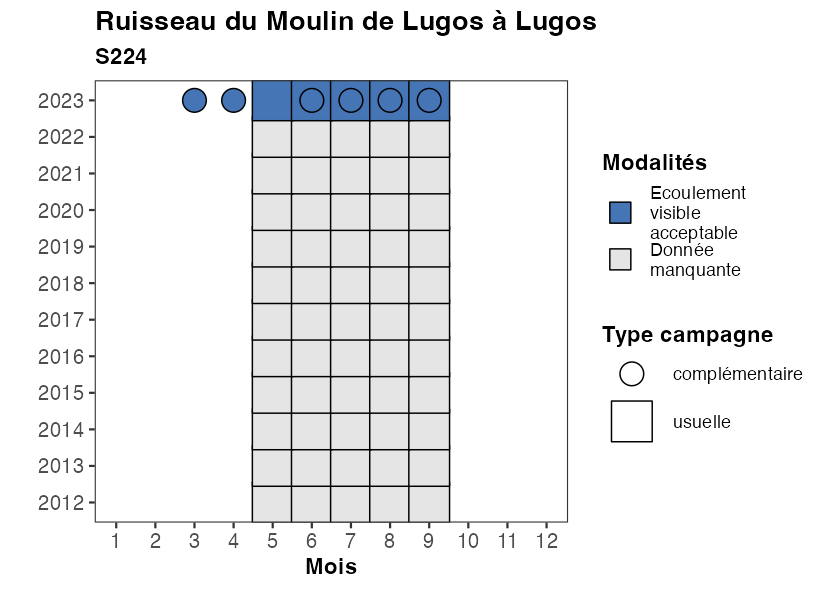 Ruisseau du Moulin de Lugos à Lugos
S224
2023
2022
2021
2020
2019
2018
2017
2016
2015
2014
2013
2012
1 2 3 4 5 6 7 8 9 10 11 12
Mois
Modalités
Ecoulement
visible
acceptable
Donnée
manquante
Type campagne
complémentaire
usuelle